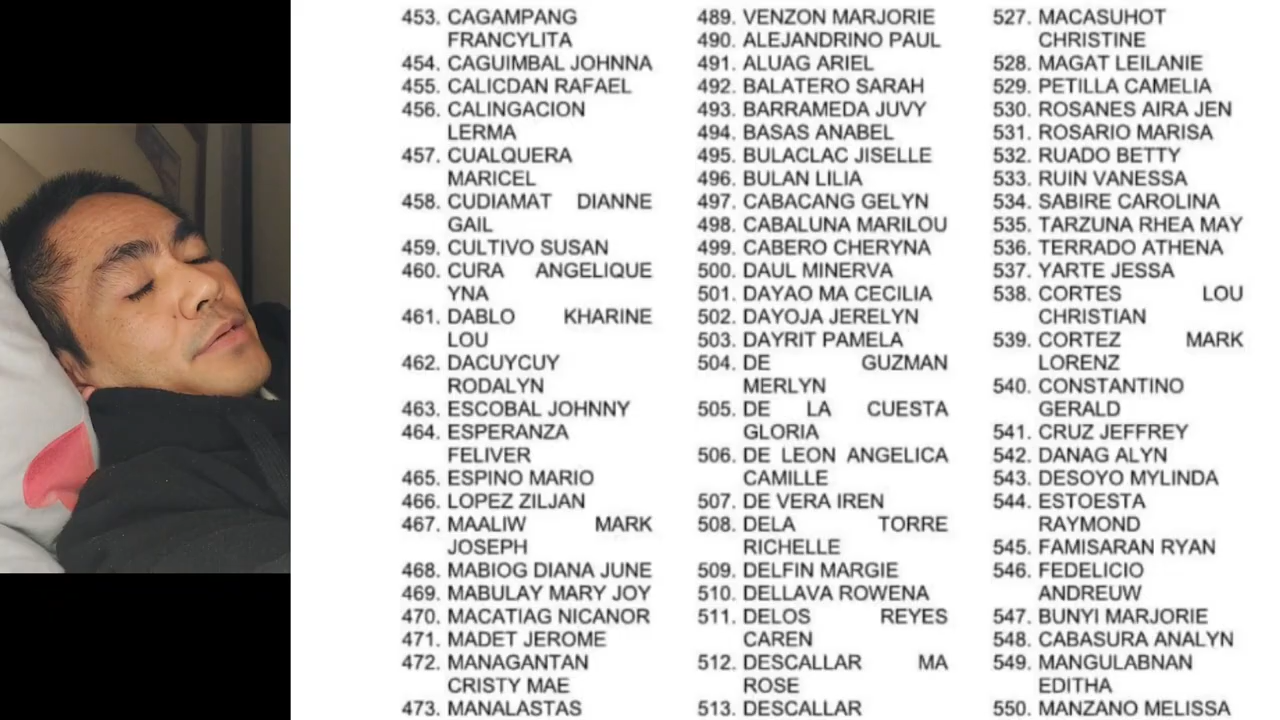 453. CAGAMPANG
FRANCYLITA
454. CAGUIMBAL JOHNNA
455. CALICDAN RAFAEL
456. CALINGACION
LERMA
457. CUALQUERA
MARICEL
458. CUDIAMAT DIANNE
GAIL
459. CULTIVO SUSAN
460. CURA ANGELIQUE
YNA
461. DABLO KHARINE
LOU
462. DACUYCUY
RODALYN
463. ESCOBAL JOHNNY
464. ESPERANZA
FELIVER
465. ESPINO MARIO
466. LOPEZ ZILJAN
467. MAALIW MARK
JOSEPH
468. MABIOG DIANA JUNE
469. MABULAY MARY JOY
470. MACATIAG NICANOR
471. MADET JEROME
472. MANAGANTAN
CRISTY MAE
473. MANALASTAS
489. VENZON MARJORIE
490. ALEJANDRINO PAUL
491. ALUAG ARIEL
492. BALATERO SARAH
493. BARRAMEDA JUVY
494. BASAS ANABEL
495. BULACLAC JISELLE
496. BULAN LILIA
497. CABACANG GELYN
498. CABALUNA MARILOU
499. CABERO CHERYNA
500. DAUL MINERVA
501. DAYAO MA CECILIA
502. DAYOJA JERELYN
503. DAYRIT PAMELA
504. DE GUZMAN
MERLYN
505. DE LA CUESTA
GLORIA
506. DE LEON ANGELICA
CAMILLE
507. DE VERA IREN
508. DELA TORRE
RICHELLE
509. DELFIN MARGIE
510. DELLAVA ROWENA
511. DELOS REYES
CAREN
512. DESCALLAR MA
ROSE
513. DESCALLAR
527. MACASUHOT
CHRISTINE
528. MAGAT LEILANIE
529. PETILLA CAMELIA
530. ROSANES AIRA JEN
531. ROSARIO MARISA
532. RUADO BETTY
533. RUIN VANESSA
534. SABIRE CAROLINA
535. TARZUNA RHEA MAY
536. TERRADO ATHENA
537. YARTE JESSA
538. CORTES LOU
CHRISTIAN
539. CORTEZ MARK
LORENZ
540. CONSTANTINO
GERALD
541. CRUZ JEFFREY
542. DANAG ALYN
543. DESOYO MYLINDA
544. ESTOESTA
RAYMOND
545. FAMISARAN RYAN
546. FEDELICIO
ANDREUW
547. BUNYI MARJORIE
548. CABASURA ANALYN
549. MANGULABNAN
EDITHA
550. MANZANO MELISSA